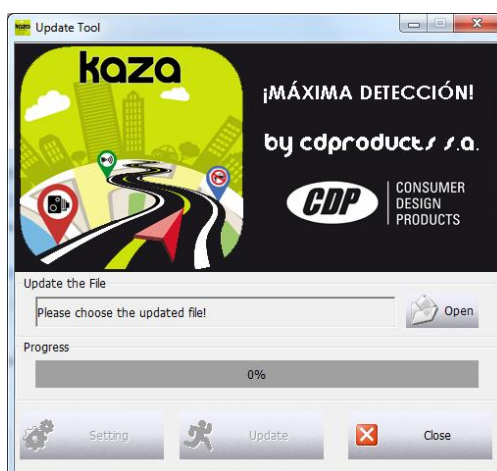 Update Tool
kaza
¡MÁXIMA DETECCIÓN!
by cdproducts s.a.
CDP
CONSUMER
DESIGN
PRODUCTS
Update the File
Please choose the updated file!
Open
Progress
0%
Setting
Update
Close